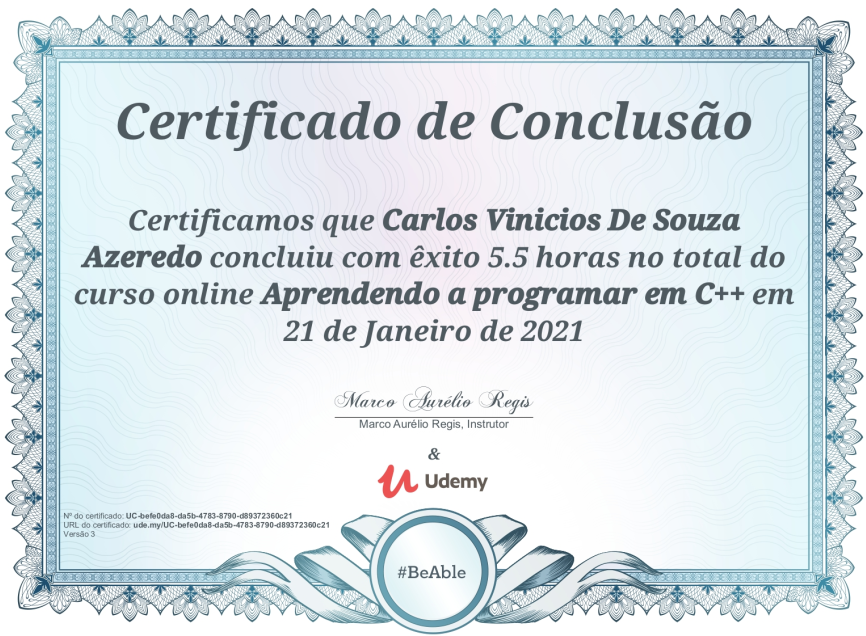 Certificado de Conclusão
Certificamos que Carlos Vinicios De Souza
Azeredo concluiu com êxito 5.5 horas no total do
curso online Aprendendo a programar em C++ em
21 de Janeiro de 2021
Marco Aurélio Regis
Marco Aurélio Regis, Instrutor
&
Udemy
Nº do certificado: UC-befe0da8-da5b-4783-8790-d89372360c21
URL do certificado: ude.my/UC-befe0da8-da5b-4783-8790-d89372360c21
Versão 3
#BeAble